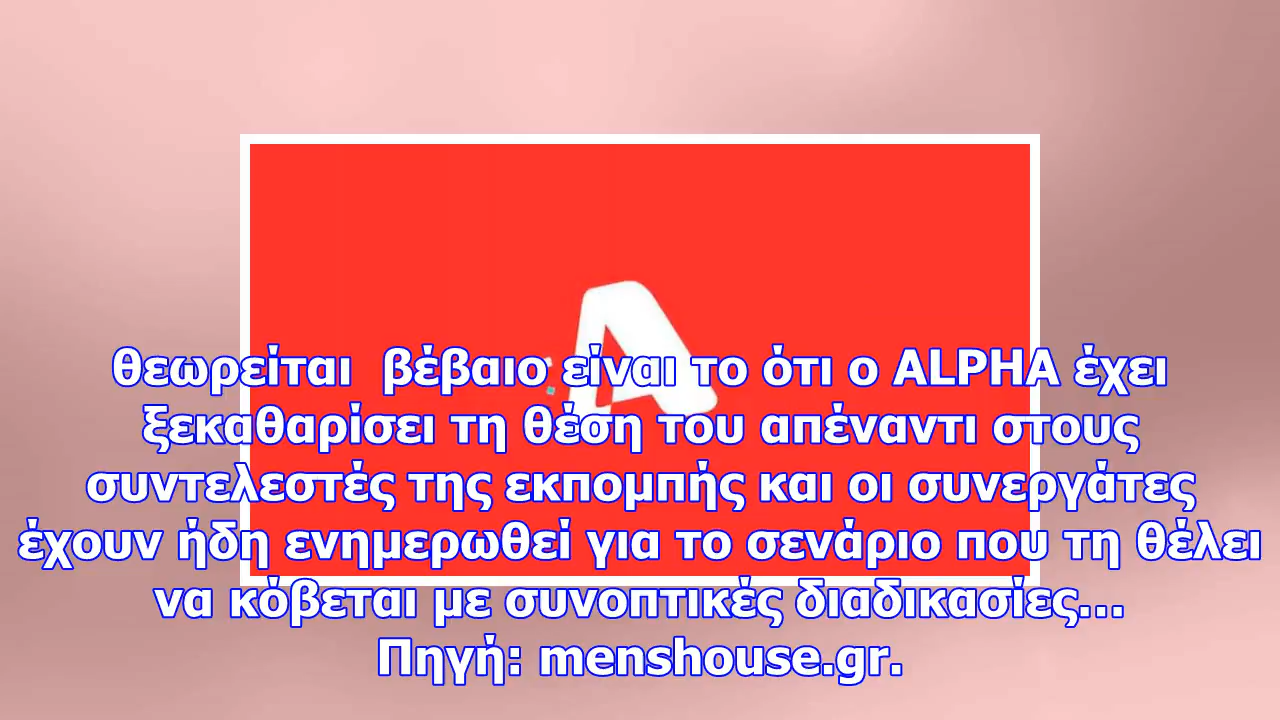 θεωρείται  βέβαιο είναι το ότι ο ALPHA έχει
ξεκαθαρίσει τη θέση του απέναντι στους
συντελεστές της εκπομπής και οι συνεργάτες
έχουν ήδη ενημερωθεί για το σενάριο που τη θέλει
να κόβεται με συνοπτικές διαδικασίες...
Πηγή: menshouse.gr.